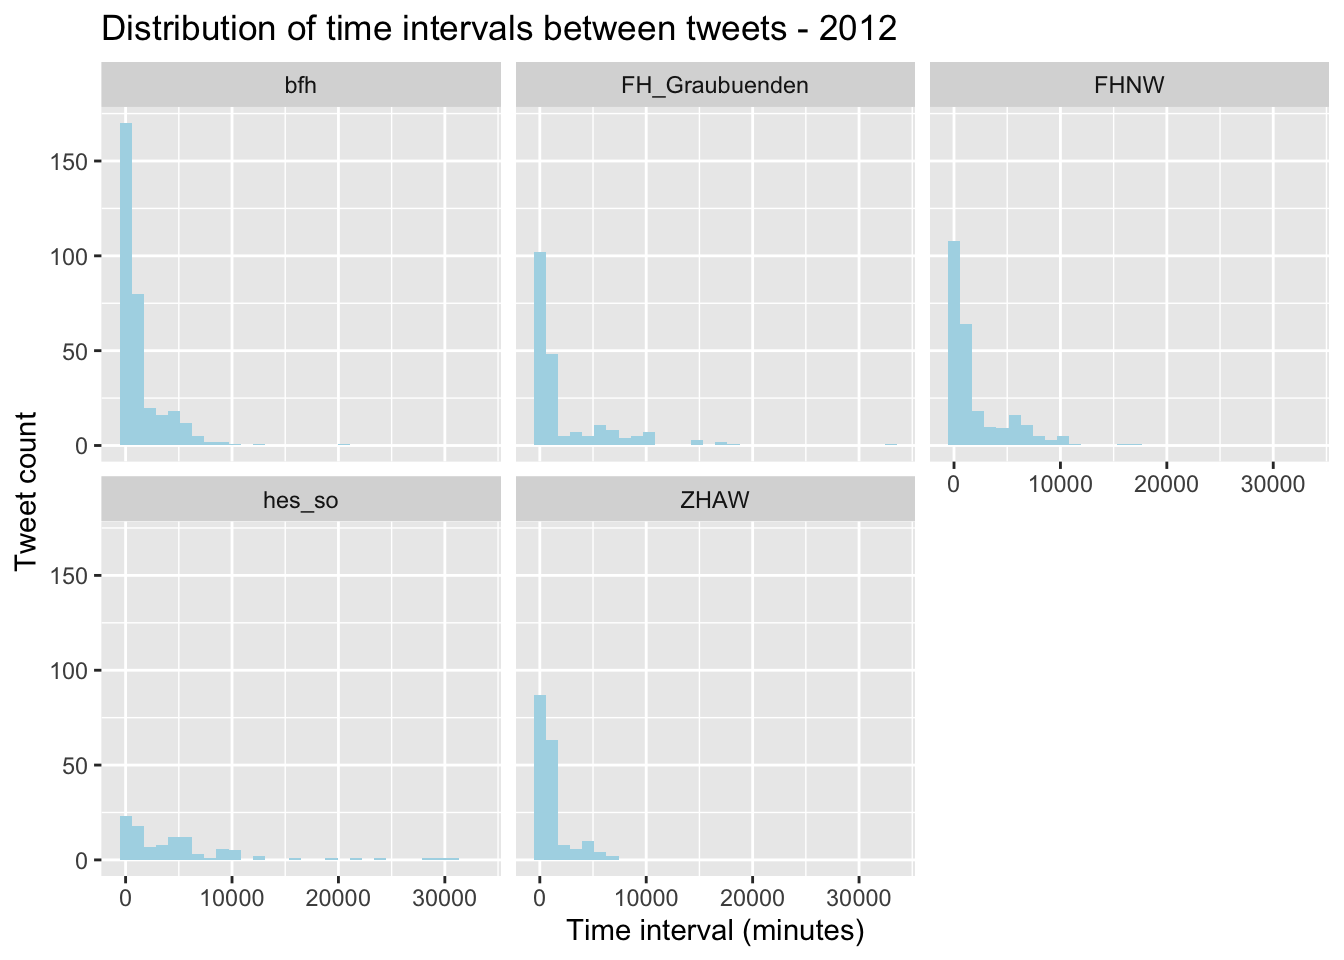 Distribution of time intervals between tweets - 2012
bfh
FH_Graubuenden
FHNW
150
100
50
0
0 10000 20000 30000
hes_so
ZHAW
150
100
50
0
0 10000 20000 30000
0 10000 20000 30000
Tweet count
Time interval (minutes)